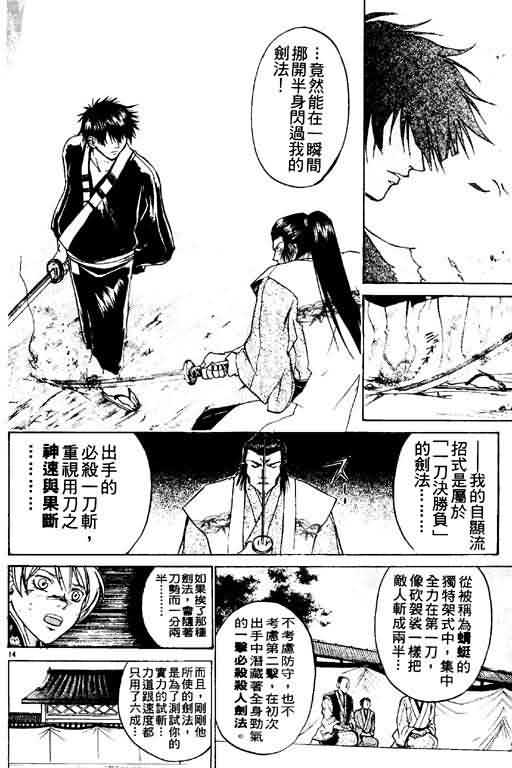 …竟然能在一瞬間
挪開半身閃過我的
劍法！
——我的自顯流
招式是屬於
「一刀決勝負」
的劍法………
出手的
必殺一刀斬，
重視用刀之
神速與果斷
…………
從被稱為蜻蜓的
獨特架式中，集中
全力在第一刀，
像砍袈裟一樣把
敵人斬成兩半…
不考慮防守，也不
考慮第二擊，在初次
出手中潛藏著全身勁氣
的一擊必殺殺人劍法。
如果挨了那種
劍法，會隨著
刀勢而一分兩
半…
而且，剛剛他
所使的劍法，
是為了測試你的
實力的試斬…
力道跟速度都
只用了六成…
14